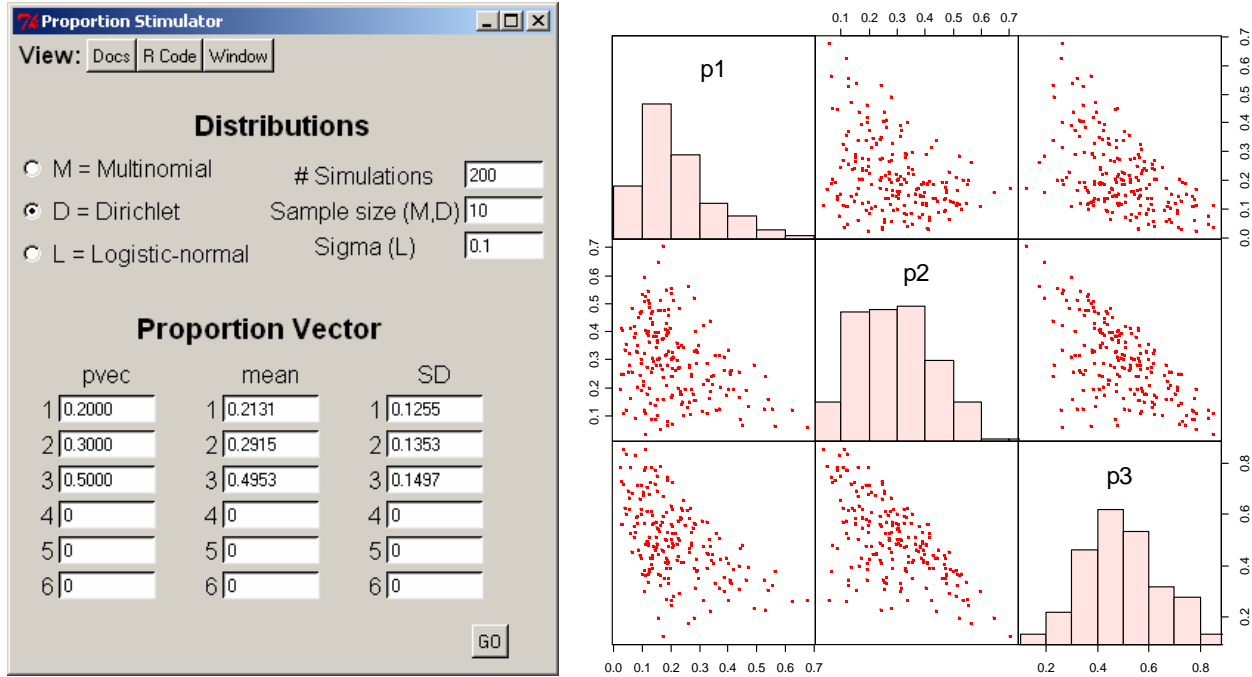 Proportion Stimulator
View: Docs R Code Window
Distributions
M = Multinomial
D = Dirichlet
L = Logistic-normal
# Simulations 200
Sample size (M,D) 10
Sigma (L) 0.1
Proportion Vector
pvec mean SD
1 0.2000 1 0.2131 1 0.1255
2 0.3000 2 0.2915 2 0.1353
3 0.5000 3 0.4953 3 0.1497
4 0 4 0 4 0
5 0 5 0 5 0
6 0 6 0 6 0
GO
0.1 0.2 0.3 0.4 0.5 0.6 0.7
p1
0.7
0.6
0.5
0.4
0.3
0.2
0.1
0.0
0.7
0.6
0.5
0.4
0.3
0.2
0.1
p2
p3
0.8
0.6
0.4
0.2
0.0 0.1 0.2 0.3 0.4 0.5 0.6 0.7
0.2 0.4 0.6 0.8